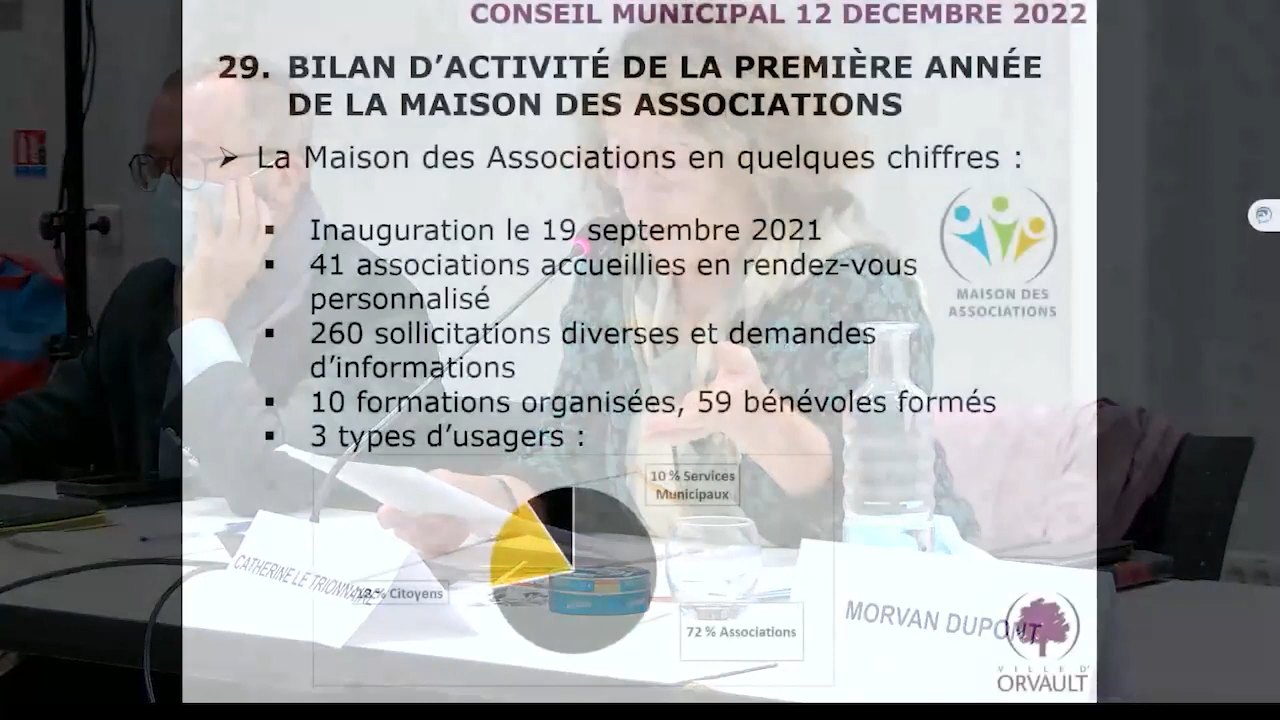 CONSEIL MUNICIPAL 12 DECEMBRE 2022
29. BILAN D'ACTIVITÉ DE LA PREMIÈRE ANNÉE
DE LA MAISON DES ASSOCIATIONS
➢ La Maison des Associations en quelques chiffres :
▪ Inauguration le 19 septembre 2021
▪ 41 associations accueillies en rendez-vous
personnalisé
▪ 260 sollicitations diverses et demandes
d'informations
▪ 10 formations organisées, 59 bénévoles formés
▪ 3 types d'usagers :
MAISON DES
ASSOCIATIONS
10 % Services
Municipaux
CATHERINE LE TRIONNAIRE
18 % Citoyens
72 % Associations
MORVAN DUPONT
VILLE D'
ORVAULT